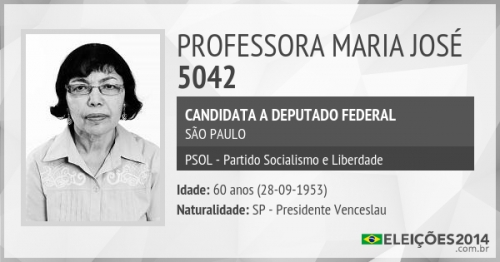 PROFESSORA MARIA JOSÉ
5042
CANDIDATA A DEPUTADO FEDERAL
SÃO PAULO
PSOL - Partido Socialismo e Liberdade
Idade: 60 anos (28-09-1953)
Naturalidade: SP - Presidente Venceslau
ELEIÇÕES2014
.com.br